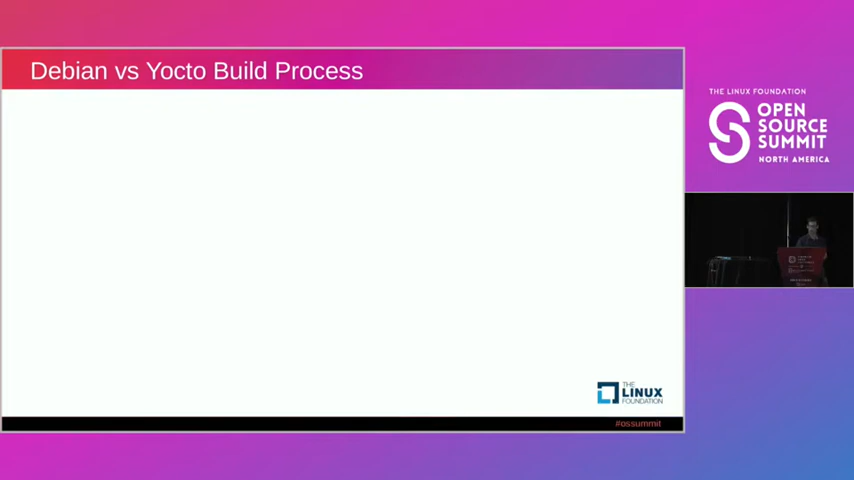 Debian vs Yocto Build Process
THE LINUX FOUNDATION
OPEN
SOURCE
SUMMIT
NORTH AMERICA
THE
LINUX
FOUNDATION
#ossummit